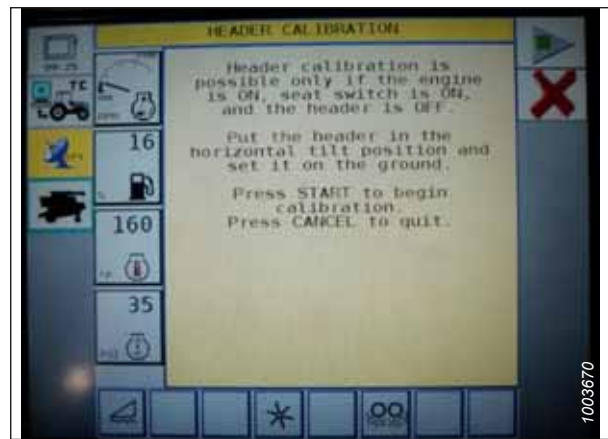 HEADER CALIBRATION
Header calibration is
possible only if the engine
is ON, seat switch is ON,
and the header is OFF.
Put the header in the
horizontal tilt position and
set it on the ground.
Press START to begin
calibration.
Press CANCEL to quit.
TC
16
160
35
1003670